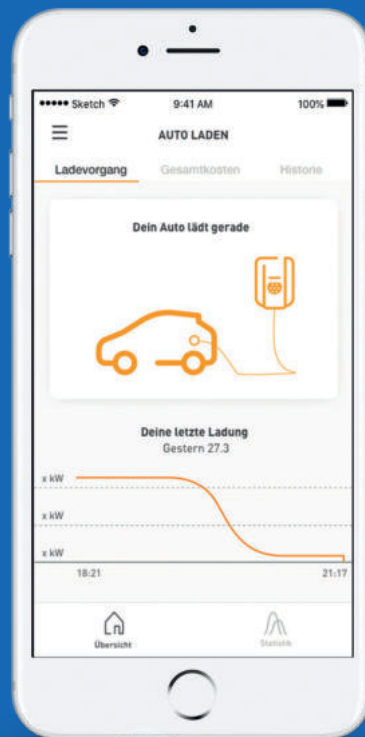 ●●●●● Sketch 9:41 AM 100%
AUTO LADEN
Ladevorgang Gesamtkosten Historie
Dein Auto lädt gerade
Deine letzte Ladung
Gestern 27.3
x kW
x kW
x kW
18:21 21:17
Übersicht Statistik